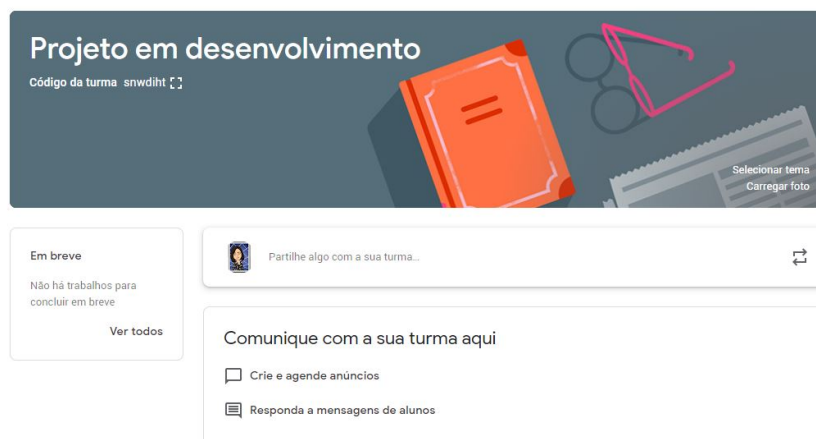 Projeto em desenvolvimento
Código da turma snwdiht
Selecionar tema
Carregar foto
Em breve
Não há trabalhos para
concluir em breve
Ver todos
Partilhe algo com a sua turma...
Comunique com a sua turma aqui
Crie e agende anúncios
Responda a mensagens de alunos